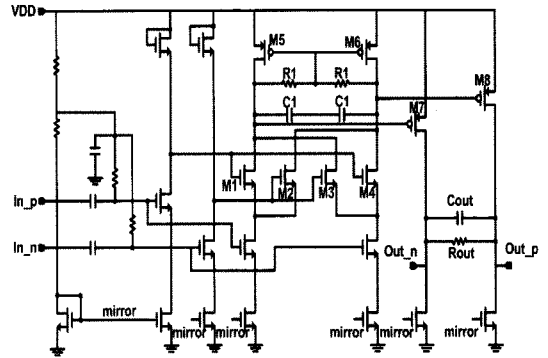 VDD
M5
M6
R1 R1
C1 C1
M7
M8
M1
M2
M3
M4
In_p
In_n
Cout
Rout
Out_n
Out_p
mirror
mirror
mirror
mirror
mirror
mirror